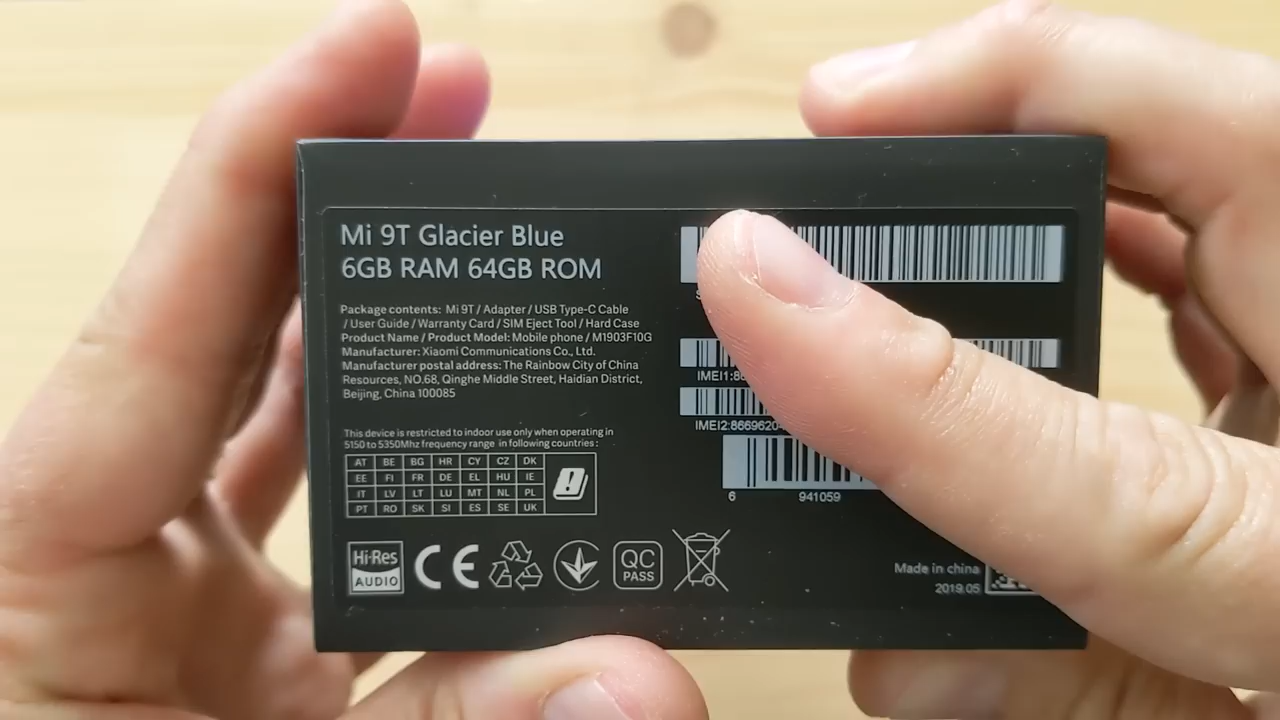 Mi 9T Glacier Blue
6GB RAM 64GB ROM
Package contents: Mi 9T / Adapter / USB Type-C Cable
/ User Guide / Warranty Card / SIM Eject Tool / Hard Case
Product Name / Product Model: Mobile phone / M1903F10G
Manufacturer: Xiaomi Communications Co., Ltd.
Manufacturer postal address: The Rainbow City of China
Resources, NO.68, Qinghe Middle Street, Haidian District,
Beijing, China 100085
This device is restricted to indoor use only when operating in
5150 to 5350Mhz frequency range in following countries :
AT BE BG HR CY CZ DK
EE FI FR DE EL HU IE
IT LV LT LU MT NL PL
PT RO SK SI ES SE UK
Hi-Res
AUDIO
CE
QC
PASS
IMEI1:86
IMEI2:8669620
6 941059
Made in china
2019.05